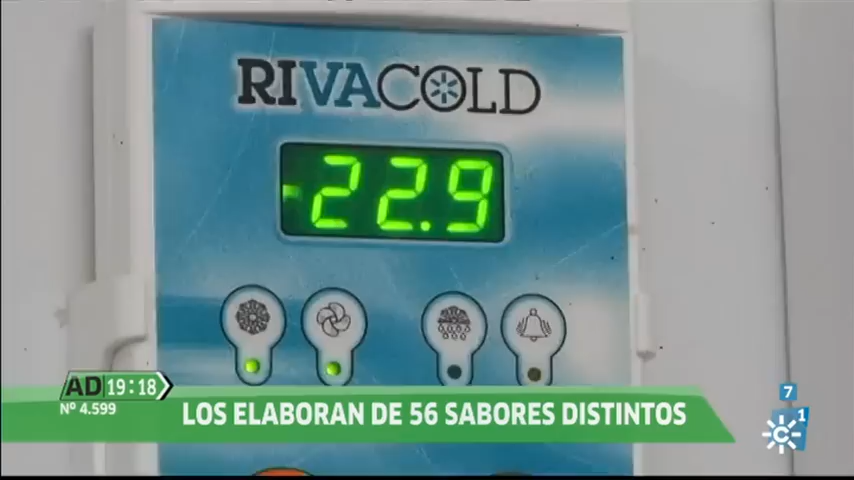 RIVACOLD
-22.9
AD 19:18
Nº 4.599
LOS ELABORAN DE 56 SABORES DISTINTOS
7
1